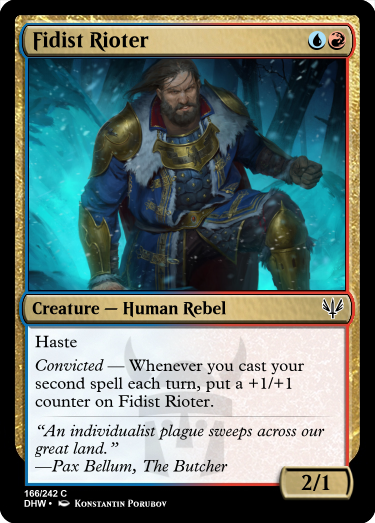 Fidist Rioter
Creature — Human Rebel
Haste
Convicted — Whenever you cast your
second spell each turn, put a +1/+1
counter on Fidist Rioter.
“An individualist plague sweeps across our
great land.”
—Pax Bellum, The Butcher
2/1
166/242 C
DHW • Konstantin Porubov